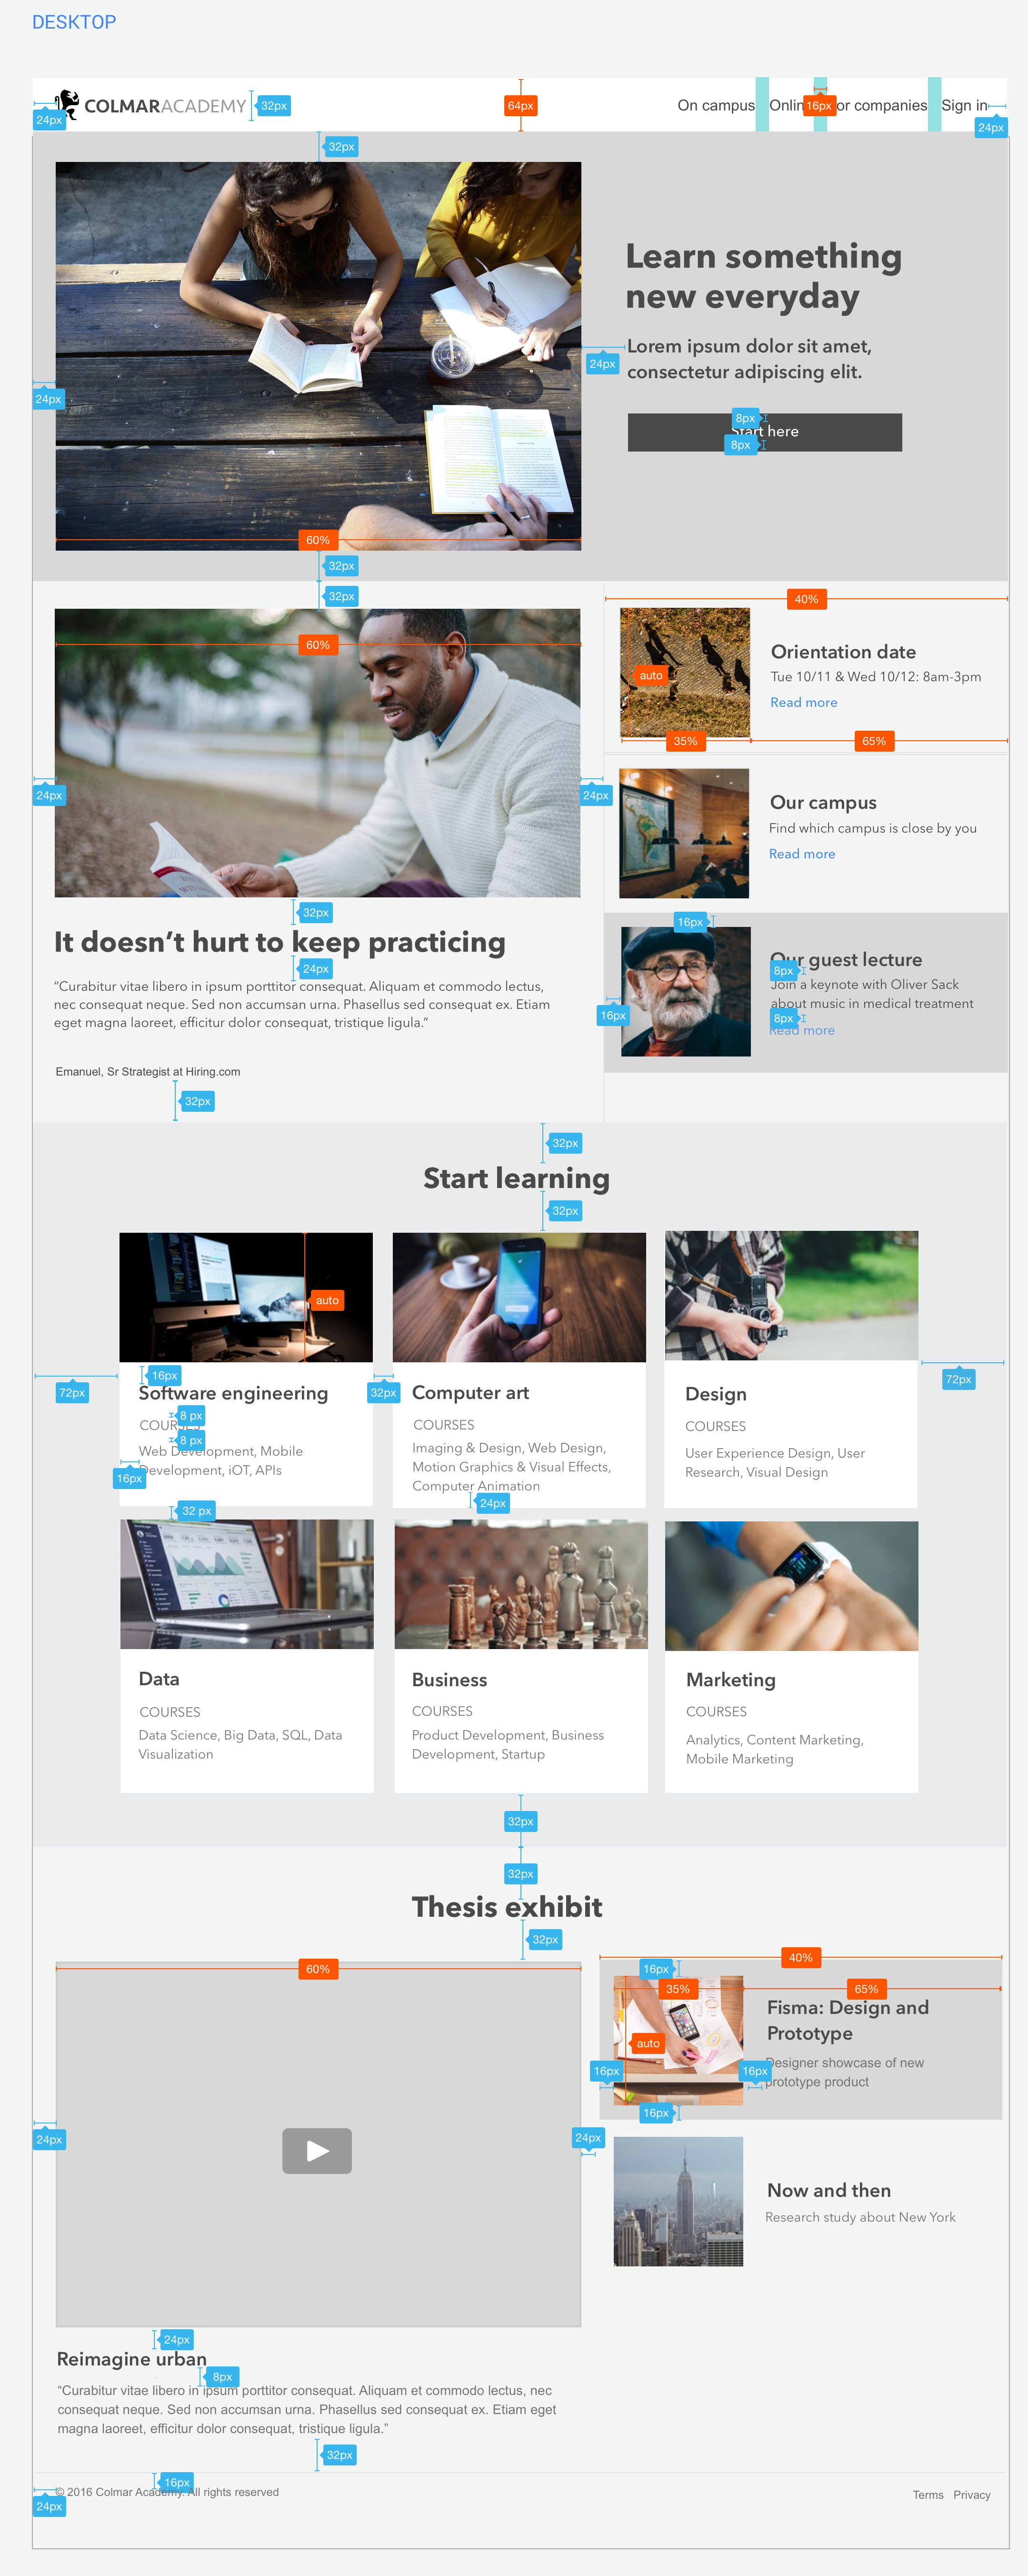 DESKTOP
COLMARACADEMY
32px
64px
On campus
Onlin
16px
or companies
Sign in
24px
24px
32px
Learn something
new everyday
Lorem ipsum dolor sit amet,
consectetur adipiscing elit.
24px
24px
8px
Start here
8px
60%
32px
32px
40%
60%
Orientation date
Tue 10/11 & Wed 10/12: 8am-3pm
Read more
auto
35%
65%
24px
24px
Our campus
Find which campus is close by you
Read more
32px
It doesn’t hurt to keep practicing
24px
“Curabitur vitae libero in ipsum porttitor consequat. Aliquam et commodo lectus,
nec consequat neque. Sed non accumsan urna. Phasellus sed consequat ex. Etiam
eget magna laoreet, efficitur dolor consequat, tristique ligula.”
Emanuel, Sr Strategist at Hiring.com
32px
16px
Our guest lecture
8px
Join a keynote with Oliver Sack
about music in medical treatment
8px
Read more
16px
32px
Start learning
32px
auto
72px
16px
Software engineering
8 px
COURSES
8 px
Web Development, Mobile
Development, iOT, APIs
16px
32 px
32px
Computer art
COURSES
Imaging & Design, Web Design,
Motion Graphics & Visual Effects,
Computer Animation
24px
Design
COURSES
User Experience Design, User
Research, Visual Design
72px
Data
COURSES
Data Science, Big Data, SQL, Data
Visualization
Business
COURSES
Product Development, Business
Development, Startup
Marketing
COURSES
Analytics, Content Marketing,
Mobile Marketing
32px
32px
Thesis exhibit
32px
60%
40%
16px
35%
65%
Fisma: Design and
Prototype
auto
Designer showcase of new
prototype product
16px
16px
16px
24px
24px
Now and then
Research study about New York
24px
Reimagine urban
8px
“Curabitur vitae libero in ipsum porttitor consequat. Aliquam et commodo lectus, nec
consequat neque. Sed non accumsan urna. Phasellus sed consequat ex. Etiam eget
magna laoreet, efficitur dolor consequat, tristique ligula.”
32px
16px
© 2016 Colmar Academy. All rights reserved
24px
Terms Privacy